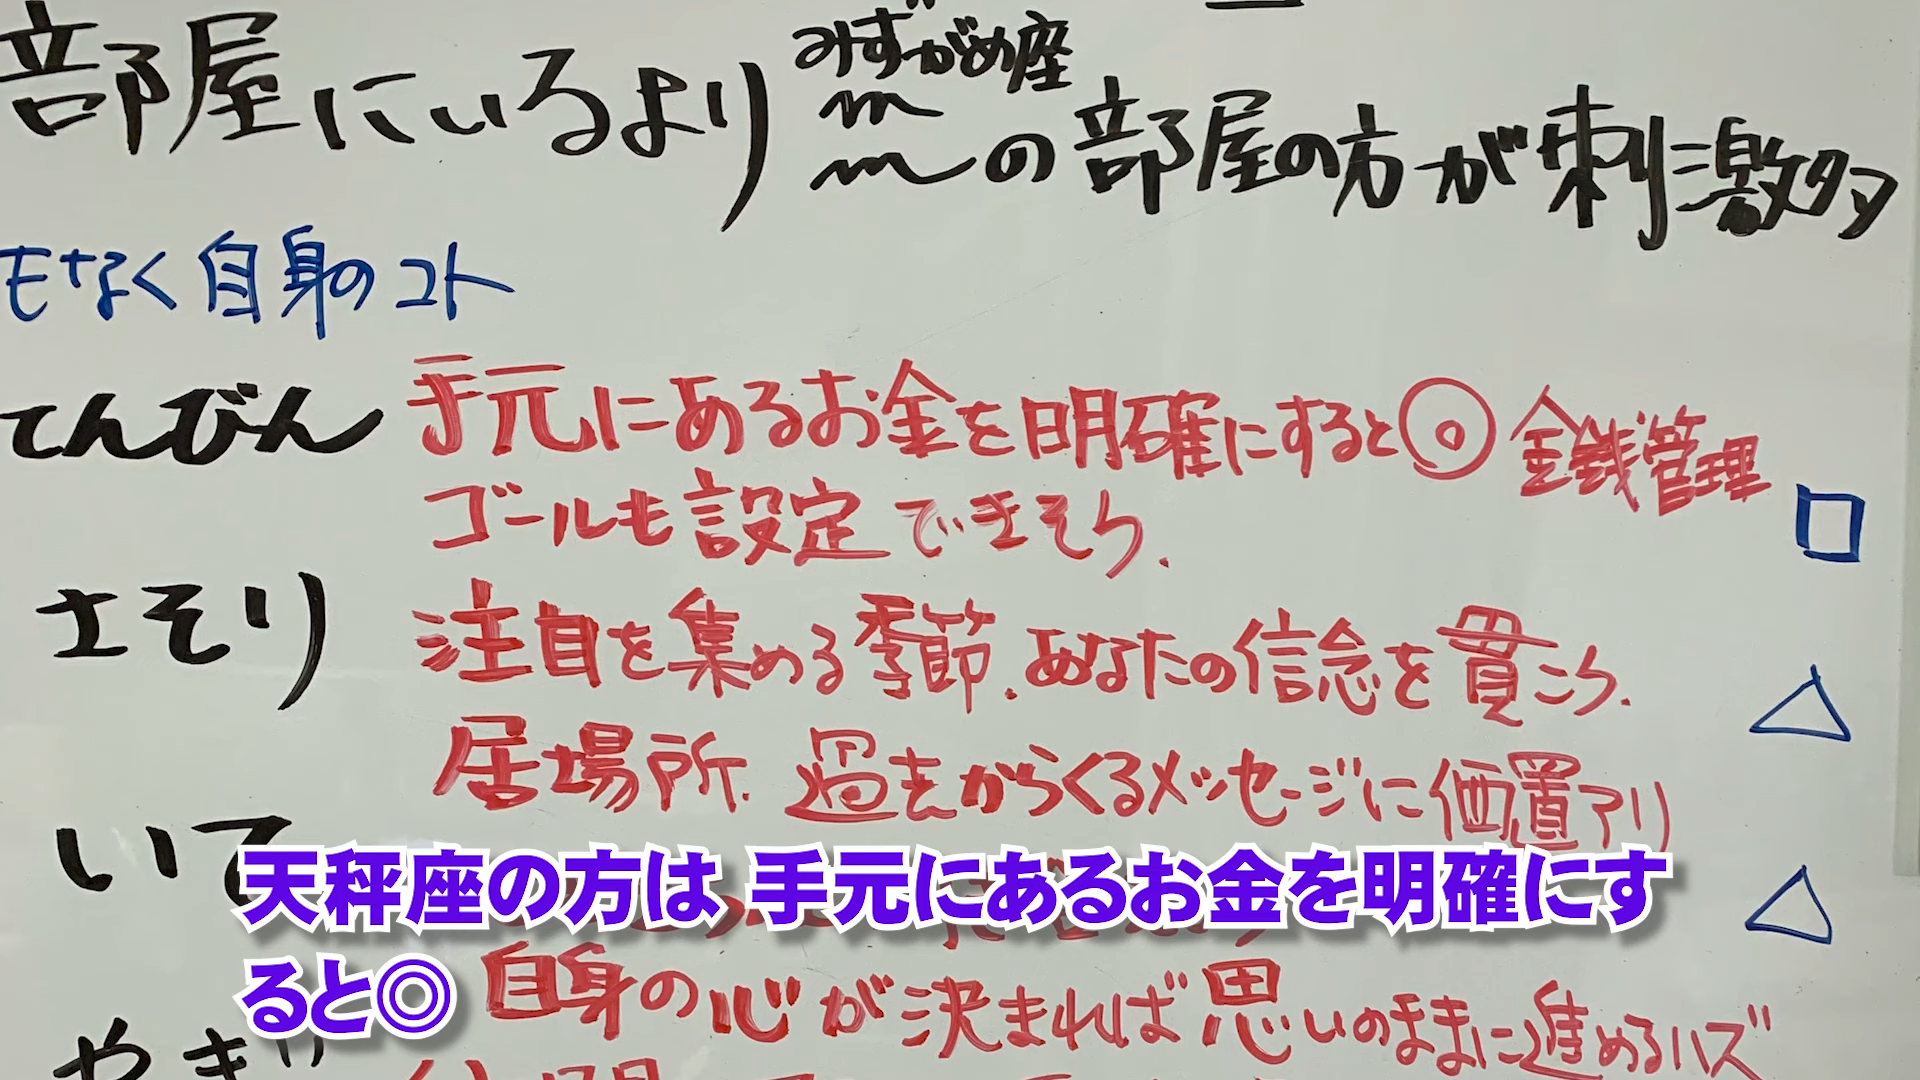 みずがめ座
部屋にいるより♒の部屋の方が刺激多
もなく自身のコト
てんびん 手元にあるお金を明確にすると◎ 金銭管理
ゴールも設定できそう. □
さそり 注目を集める季節.あなたの信念を貫こう.
居場所. 過去からくるメッセージに価置アリ △
いて
天秤座の方は 手元にあるお金を明確にす
ると◎
自身の心が決まれば思いのままに進めるハズ △
やぎ